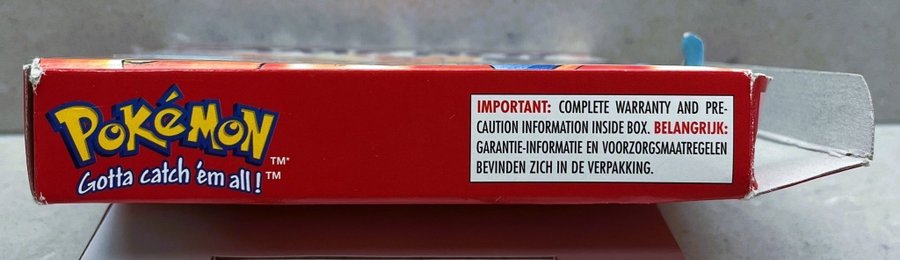 POKéMON
TM*
Gotta catch 'em all!
TM
IMPORTANT: COMPLETE WARRANTY AND PRE-
CAUTION INFORMATION INSIDE BOX. BELANGRIJK:
GARANTIE-INFORMATIE EN VOORZORGSMAATREGELEN
BEVINDEN ZICH IN DE VERPAKKING.